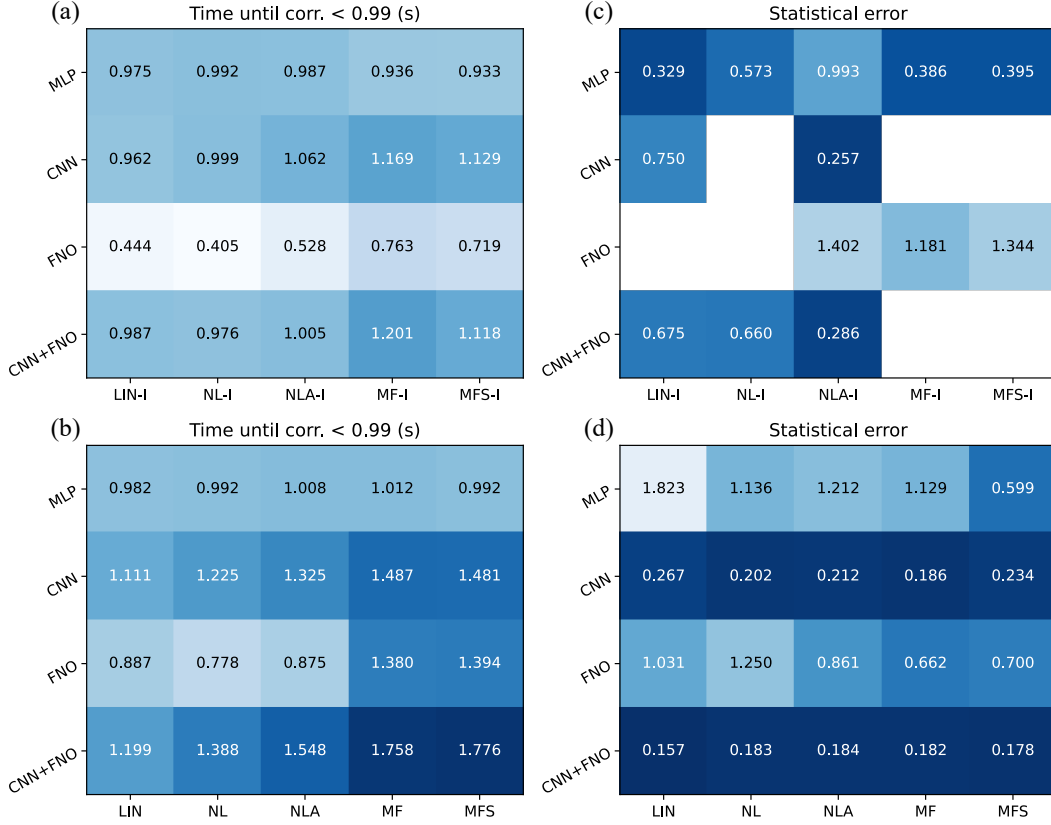 (a) Time until corr. < 0.99 (s)
MLP 0.975 0.992 0.987 0.936 0.933
CNN 0.962 0.999 1.062 1.169 1.129
FNO 0.444 0.405 0.528 0.763 0.719
CNN+FNO 0.987 0.976 1.005 1.201 1.118
LIN-I NL-I NLA-I MF-I MFS-I
(c) Statistical error
MLP 0.329 0.573 0.993 0.386 0.395
CNN 0.750 0.257
FNO 1.402 1.181 1.344
CNN+FNO 0.675 0.660 0.286
LIN-I NL-I NLA-I MF-I MFS-I
(b) Time until corr. < 0.99 (s)
MLP 0.982 0.992 1.008 1.012 0.992
CNN 1.111 1.225 1.325 1.487 1.481
FNO 0.887 0.778 0.875 1.380 1.394
CNN+FNO 1.199 1.388 1.548 1.758 1.776
LIN NL NLA MF MFS
(d) Statistical error
MLP 1.823 1.136 1.212 1.129 0.599
CNN 0.267 0.202 0.212 0.186 0.234
FNO 1.031 1.250 0.861 0.662 0.700
CNN+FNO 0.157 0.183 0.184 0.182 0.178
LIN NL NLA MF MFS